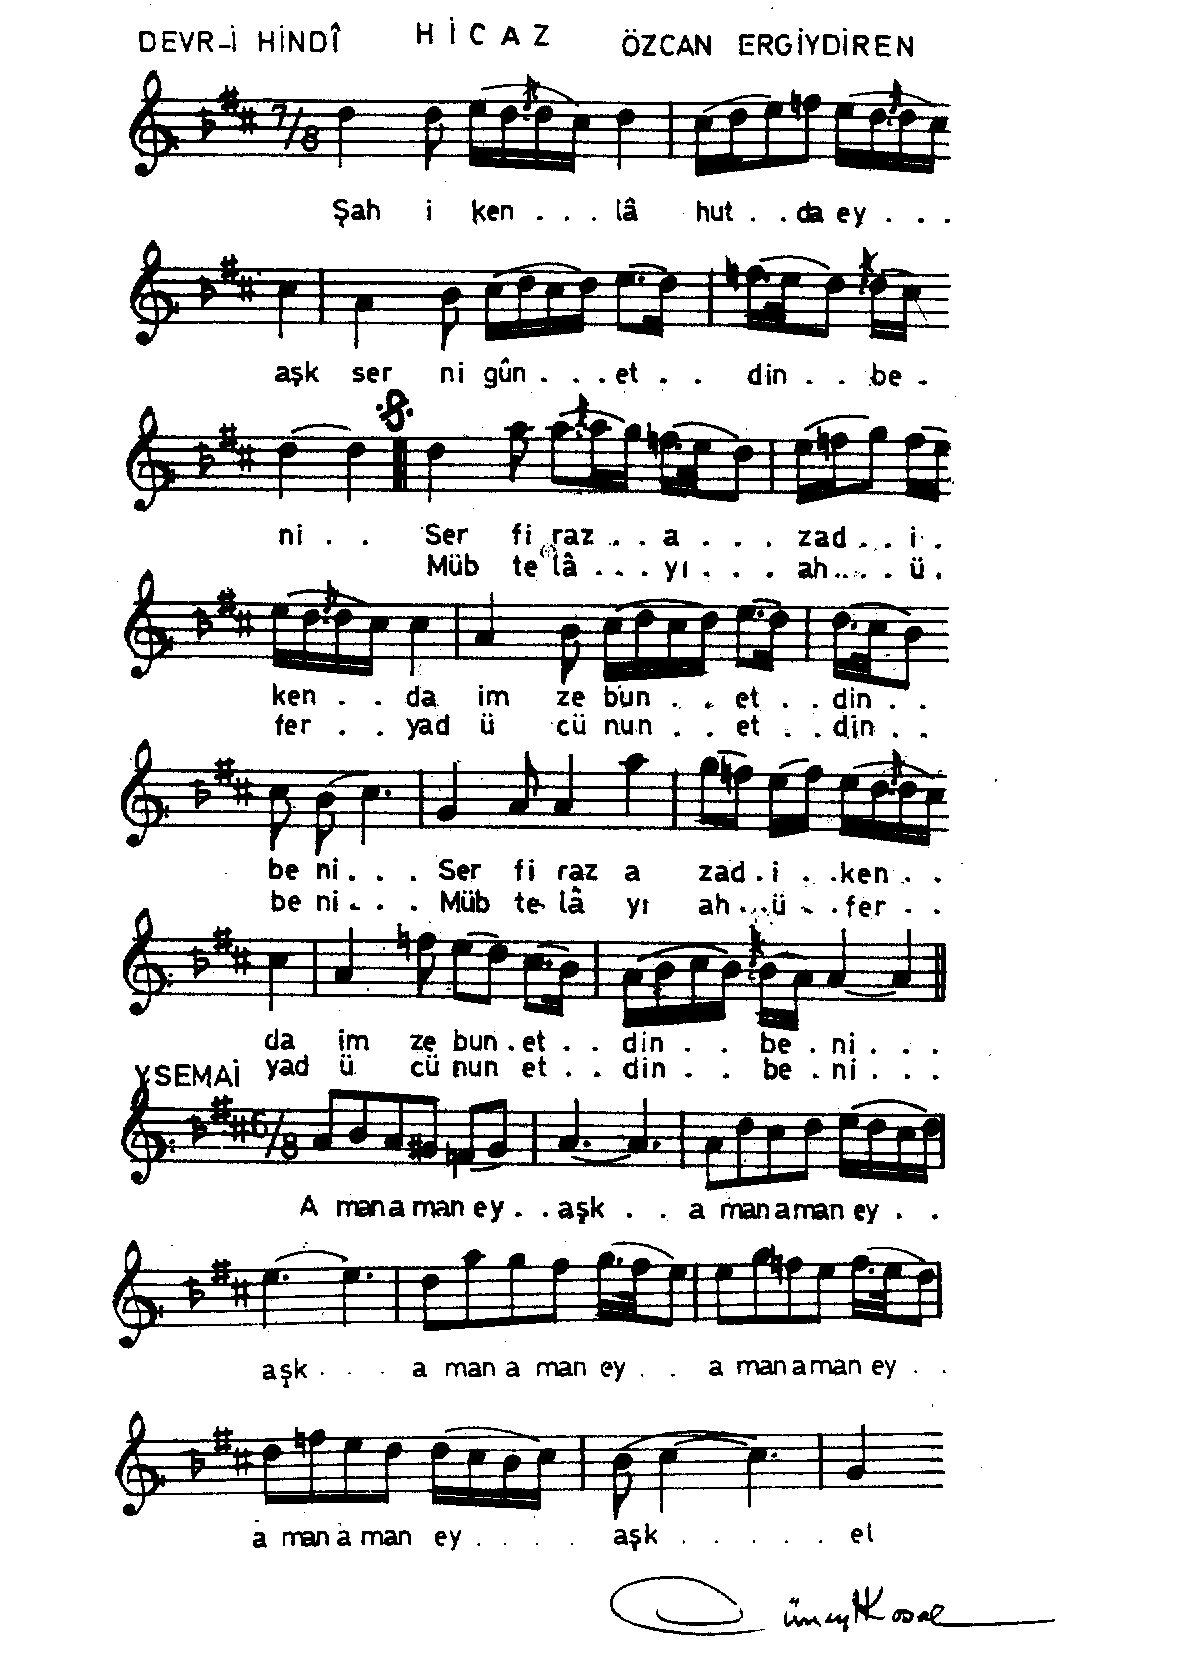 DEVR-İ HİNDÎ HİCAZ ÖZCAN ERGİYDİREN
7/8
Şah i ken . . . lâ hut . . da ey . . .
aşk ser ni gûn . . . et . . din . . be .
ni . . Ser fi raz . . a . . . zad . . i .
Müb te lâ . . . yı . . . ah . . . ü .
ken . . da im ze bun . . et . . din . .
fer . . yad ü cü nun . . et . . din . .
be ni . . . Ser fi raz a zad . i . . ken . .
be ni . . . Müb te lâ yı ah . . ü . . fer . .
da im ze bun . et . . din . . be . ni . . .
yad ü cü nun et . . din . . be . ni . . .
YSEMAİ
6/8
A man a man ey . . aşk . . a man a man ey . .
aşk . . . a man a man ey . . a man a man ey . .
a man a man ey . . . . aşk . . . . . el
Cüneyt Kosal